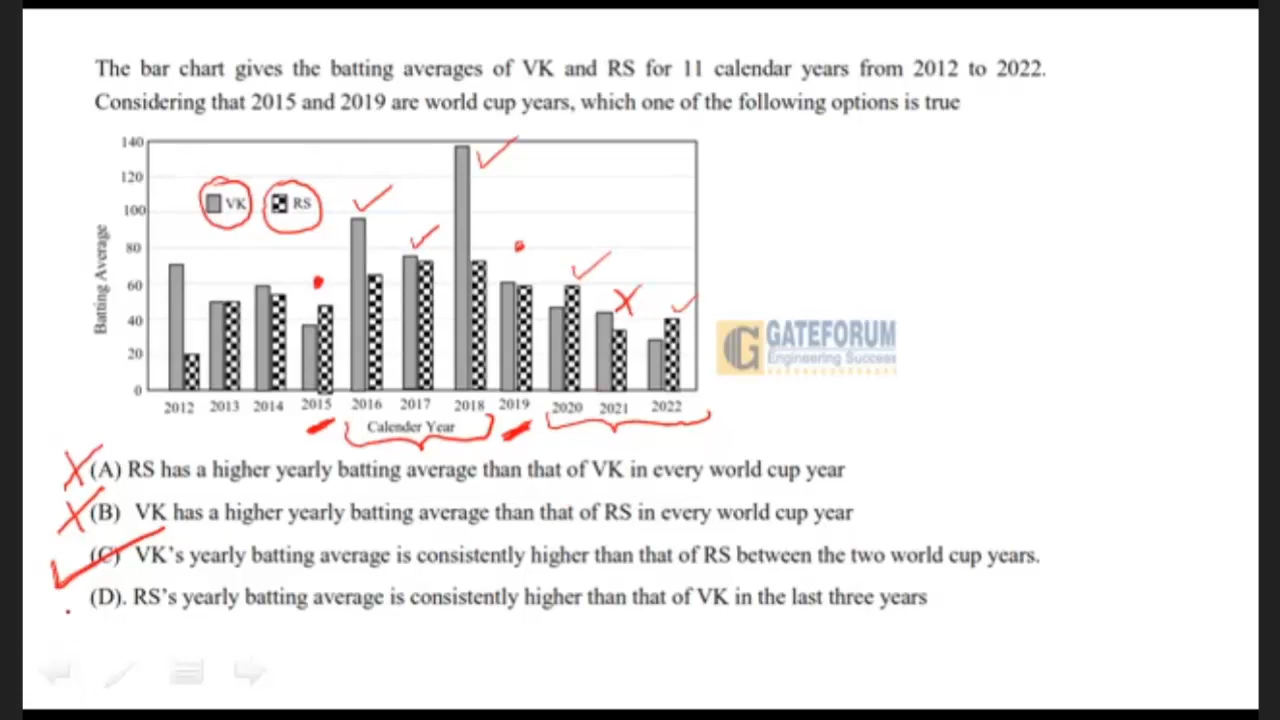 The bar chart gives the batting averages of VK and RS for 11 calendar years from 2012 to 2022.
Considering that 2015 and 2019 are world cup years, which one of the following options is true
140
120
100
80
60
40
20
0
Batting Average
VK
RS
2012 2013 2014 2015 2016 2017 2018 2019 2020 2021 2022
Calender Year
G GATEFORUM
Engineering Success
(A) RS has a higher yearly batting average than that of VK in every world cup year
(B) VK has a higher yearly batting average than that of RS in every world cup year
(C) VK's yearly batting average is consistently higher than that of RS between the two world cup years.
(D). RS's yearly batting average is consistently higher than that of VK in the last three years